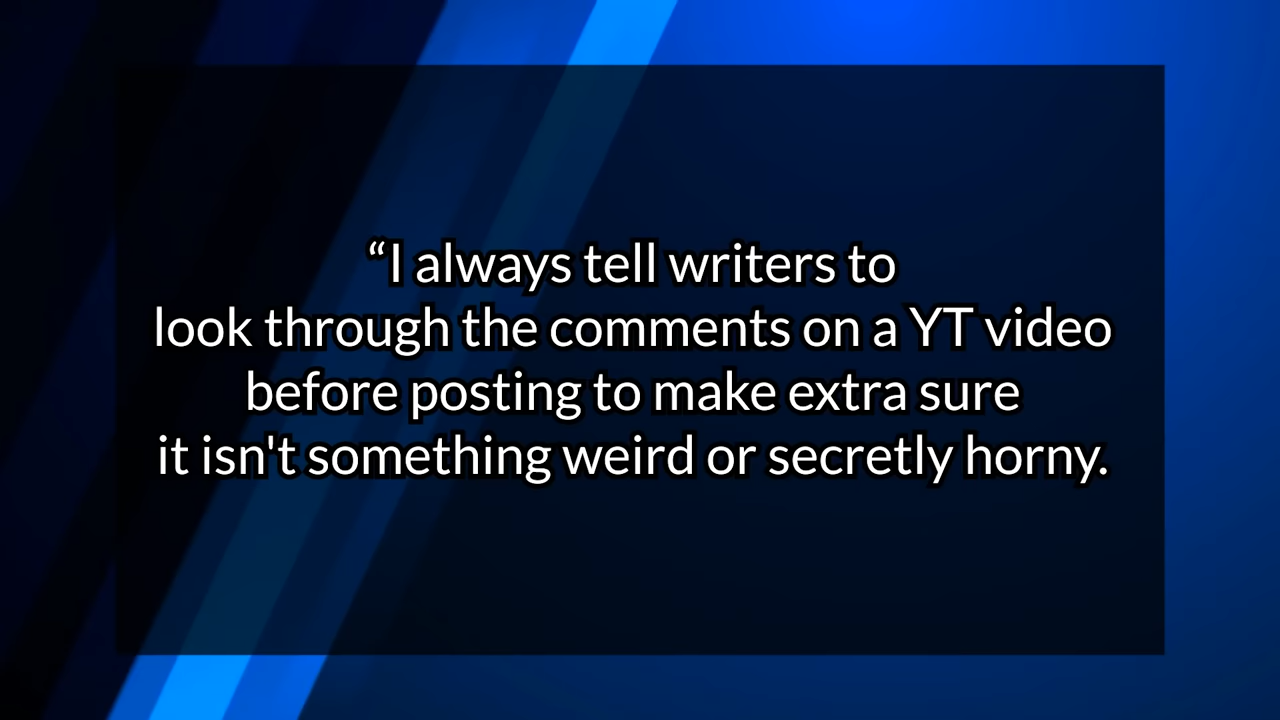 “I always tell writers to
look through the comments on a YT video
before posting to make extra sure
it isn't something weird or secretly horny.